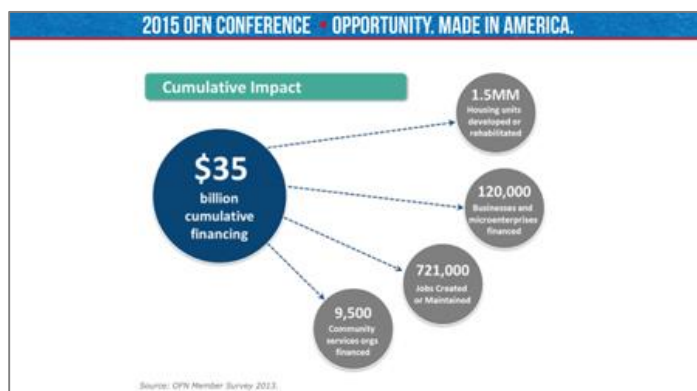 2015 OFN CONFERENCE • OPPORTUNITY. MADE IN AMERICA.
Cumulative Impact
$35
billion
cumulative
financing
1.5MM
Housing units
developed or
rehabilitated
120,000
Businesses and
microenterprises
financed
721,000
Jobs Created
or Maintained
9,500
Community
services orgs
financed
Source: OFN Member Survey 2013.